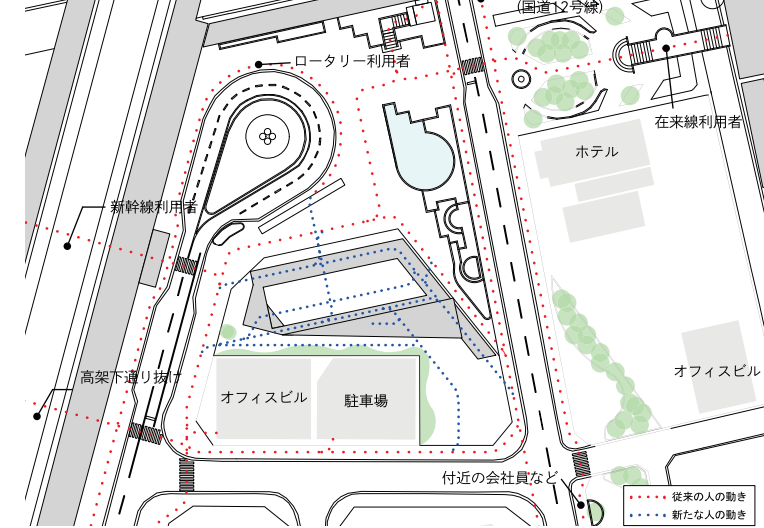 (国道12号線)
ロータリー利用者
在来線利用者
ホテル
新幹線利用者
高架下通り抜け
オフィスビル
オフィスビル
駐車場
付近の会社員など
従来の人の動き
新たな人の動き